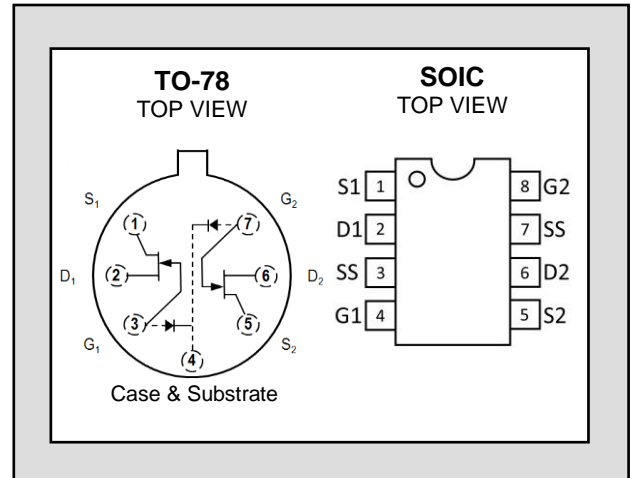 TO-78
TOP VIEW
S₁
G₂
1
7
D₁
2
6
D₂
3
5
G₁
S₂
4
Case & Substrate
SOIC
TOP VIEW
S1 1
8 G2
D1 2
7 SS
SS 3
6 D2
G1 4
5 S2